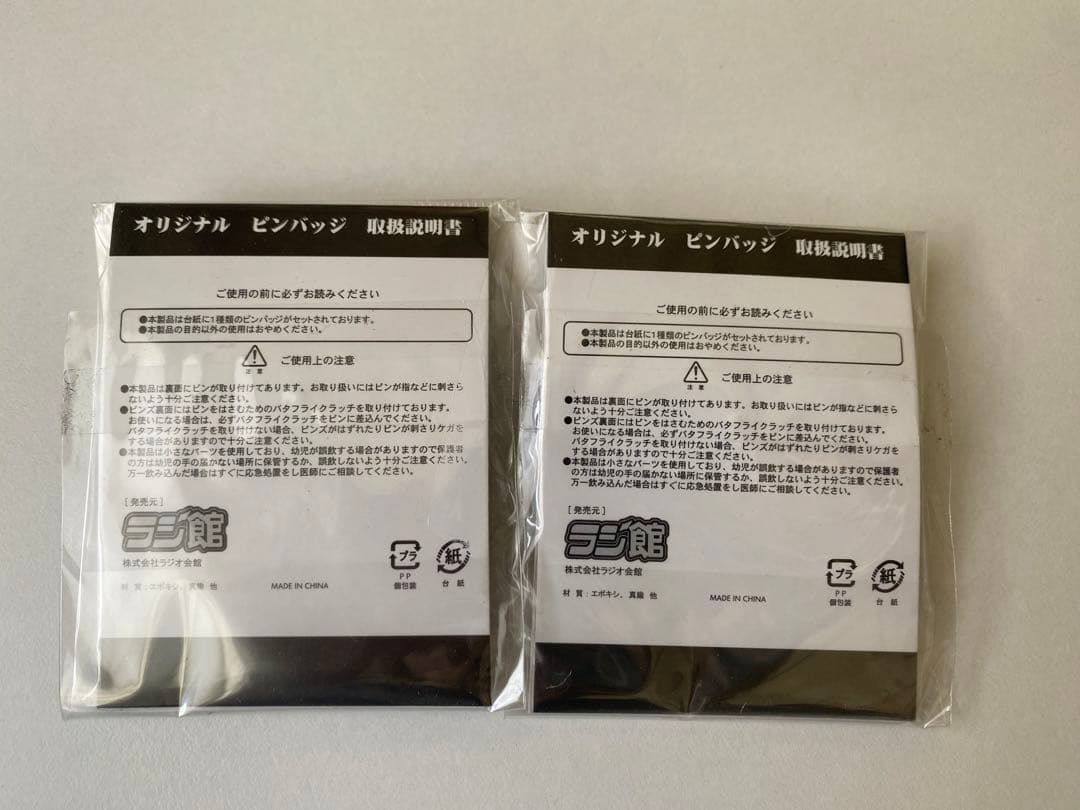 オリジナル ピンバッジ 取扱説明書
ご使用の前に必ずお読みください
●本製品は台紙に1種類のピンバッジがセットされております。
●本製品の目的以外の使用はおやめください。
注意
ご使用上の注意
●本製品は裏面にピンが取り付けてあります。お取り扱いにはピンが指などに刺さら
ないよう十分ご注意ください。
●ピンズ裏面にはピンをはさむためのバタフライクラッチを取り付けております。
お使いになる場合は、必ずバタフライクラッチをピンに差込んでください。
バタフライクラッチを取り付けない場合、ピンズがはずれたりピンが刺さりケガを
する場合がありますので十分ご注意ください。
●本製品は小さなパーツを使用しており、幼児が誤飲する場合がありますので保護者
の方は幼児の手の届かない場所に保管するか、誤飲しないよう十分ご注意ください。
万一飲み込んだ場合はすぐに応急処置をし医師にご相談してください。
[発売元]
ラジ館
株式会社ラジオ会館
プラ
PP
個包装
紙
台紙
材 質:エポキシ、真鍮 他
MADE IN CHINA
オリジナル ピンバッジ 取扱説明書
ご使用の前に必ずお読みください
●本製品は台紙に1種類のピンバッジがセットされております。
●本製品の目的以外の使用はおやめください。
注意
ご使用上の注意
●本製品は裏面にピンが取り付けてあります。お取り扱いにはピンが指などに刺さら
ないよう十分ご注意ください。
●ピンズ裏面にはピンをはさむためのバタフライクラッチを取り付けております。
お使いになる場合は、必ずバタフライクラッチをピンに差込んでください。
バタフライクラッチを取り付けない場合、ピンズがはずれたりピンが刺さりケガを
する場合がありますので十分ご注意ください。
●本製品は小さなパーツを使用しており、幼児が誤飲する場合がありますので保護者
の方は幼児の手の届かない場所に保管するか、誤飲しないよう十分ご注意ください。
万一飲み込んだ場合はすぐに応急処置をし医師にご相談してください。
[発売元]
ラジ館
株式会社ラジオ会館
プラ
PP
個包装
紙
台紙
材 質:エポキシ、真鍮 他
MADE IN CHINA